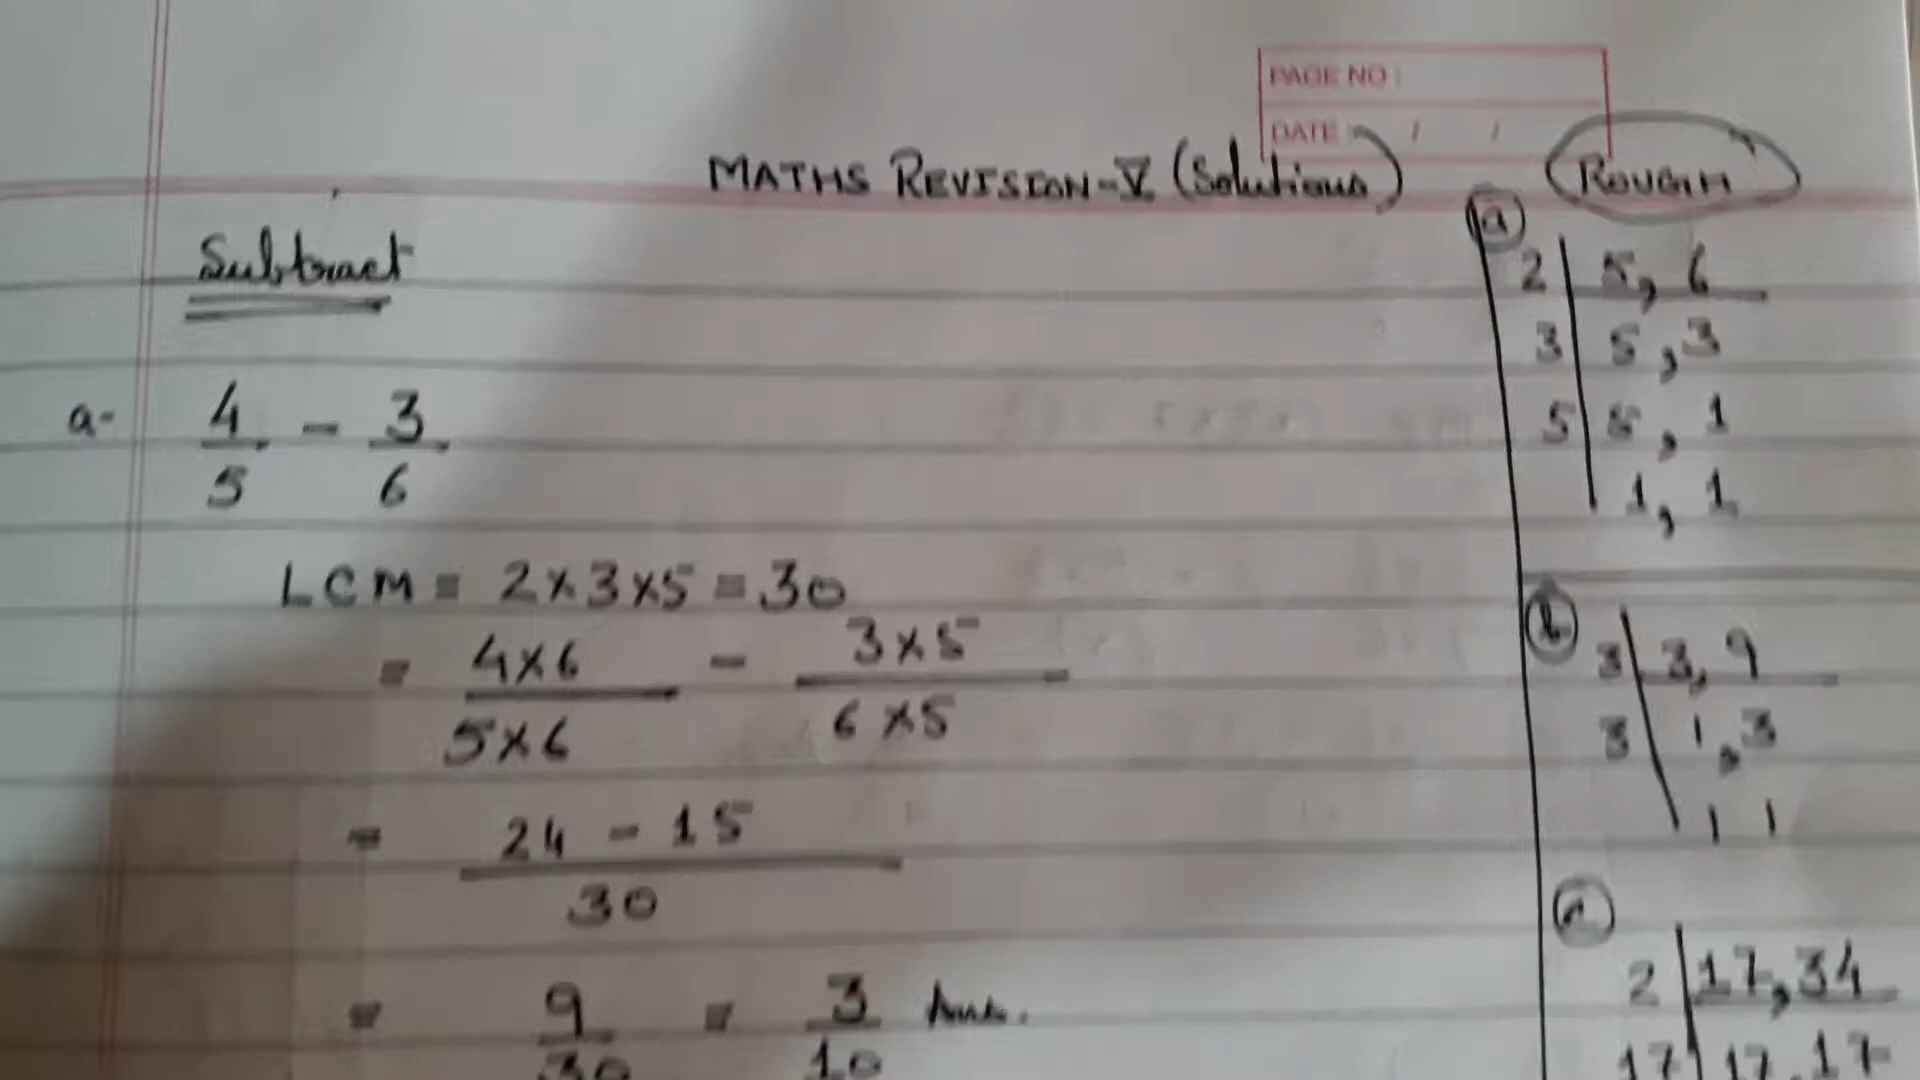 PAGE NO :
DATE / /
MATHS REVISION-V (Solutions)
ROUGH
Subtract
a- 4/5 - 3/6
LCM = 2×3×5 = 30
= 4×6/5×6 - 3×5/6×5
= 24 - 15/30
= 9/30 = 3/10 Ans.
a
2 | 5, 6
3 | 5, 3
5 | 5, 1
1, 1
b
3 | 3, 9
3 | 1, 3
1 1
2 | 17, 34
17 | 17, 17